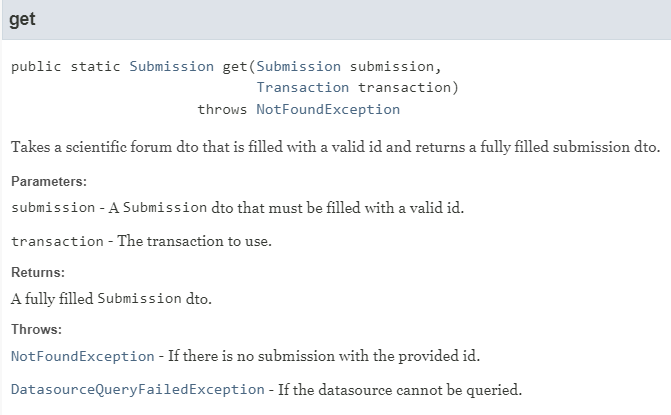 get
public static Submission get(Submission submission,
Transaction transaction)
throws NotFoundException
Takes a scientific forum dto that is filled with a valid id and returns a fully filled submission dto.
Parameters:
submission - A Submission dto that must be filled with a valid id.
transaction - The transaction to use.
Returns:
A fully filled Submission dto.
Throws:
NotFoundException - If there is no submission with the provided id.
DatasourceQueryFailedException - If the datasource cannot be queried.